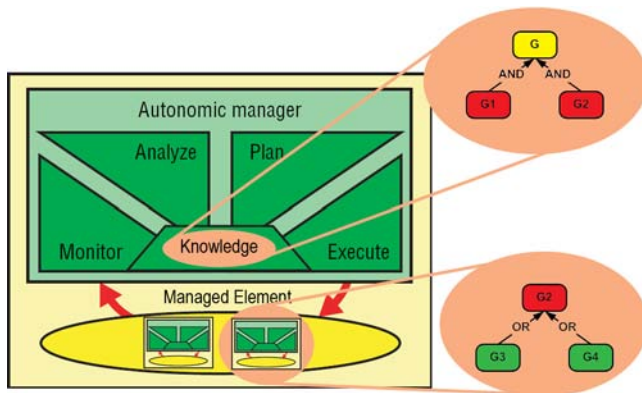 Autonomic manager
Analyze
Plan
Monitor
Knowledge
Execute
Managed Element
G
AND AND
G1 G2
G2
OR OR
G3 G4